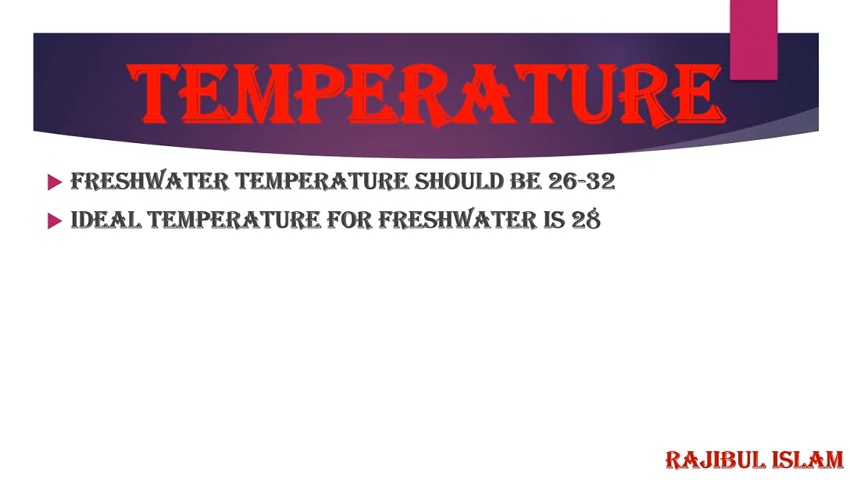 TEMPERATURE
FRESHWATER TEMPERATURE SHOULD BE 26-32
IDEAL TEMPERATURE FOR FRESHWATER IS 28
RAJIBUL ISLAM